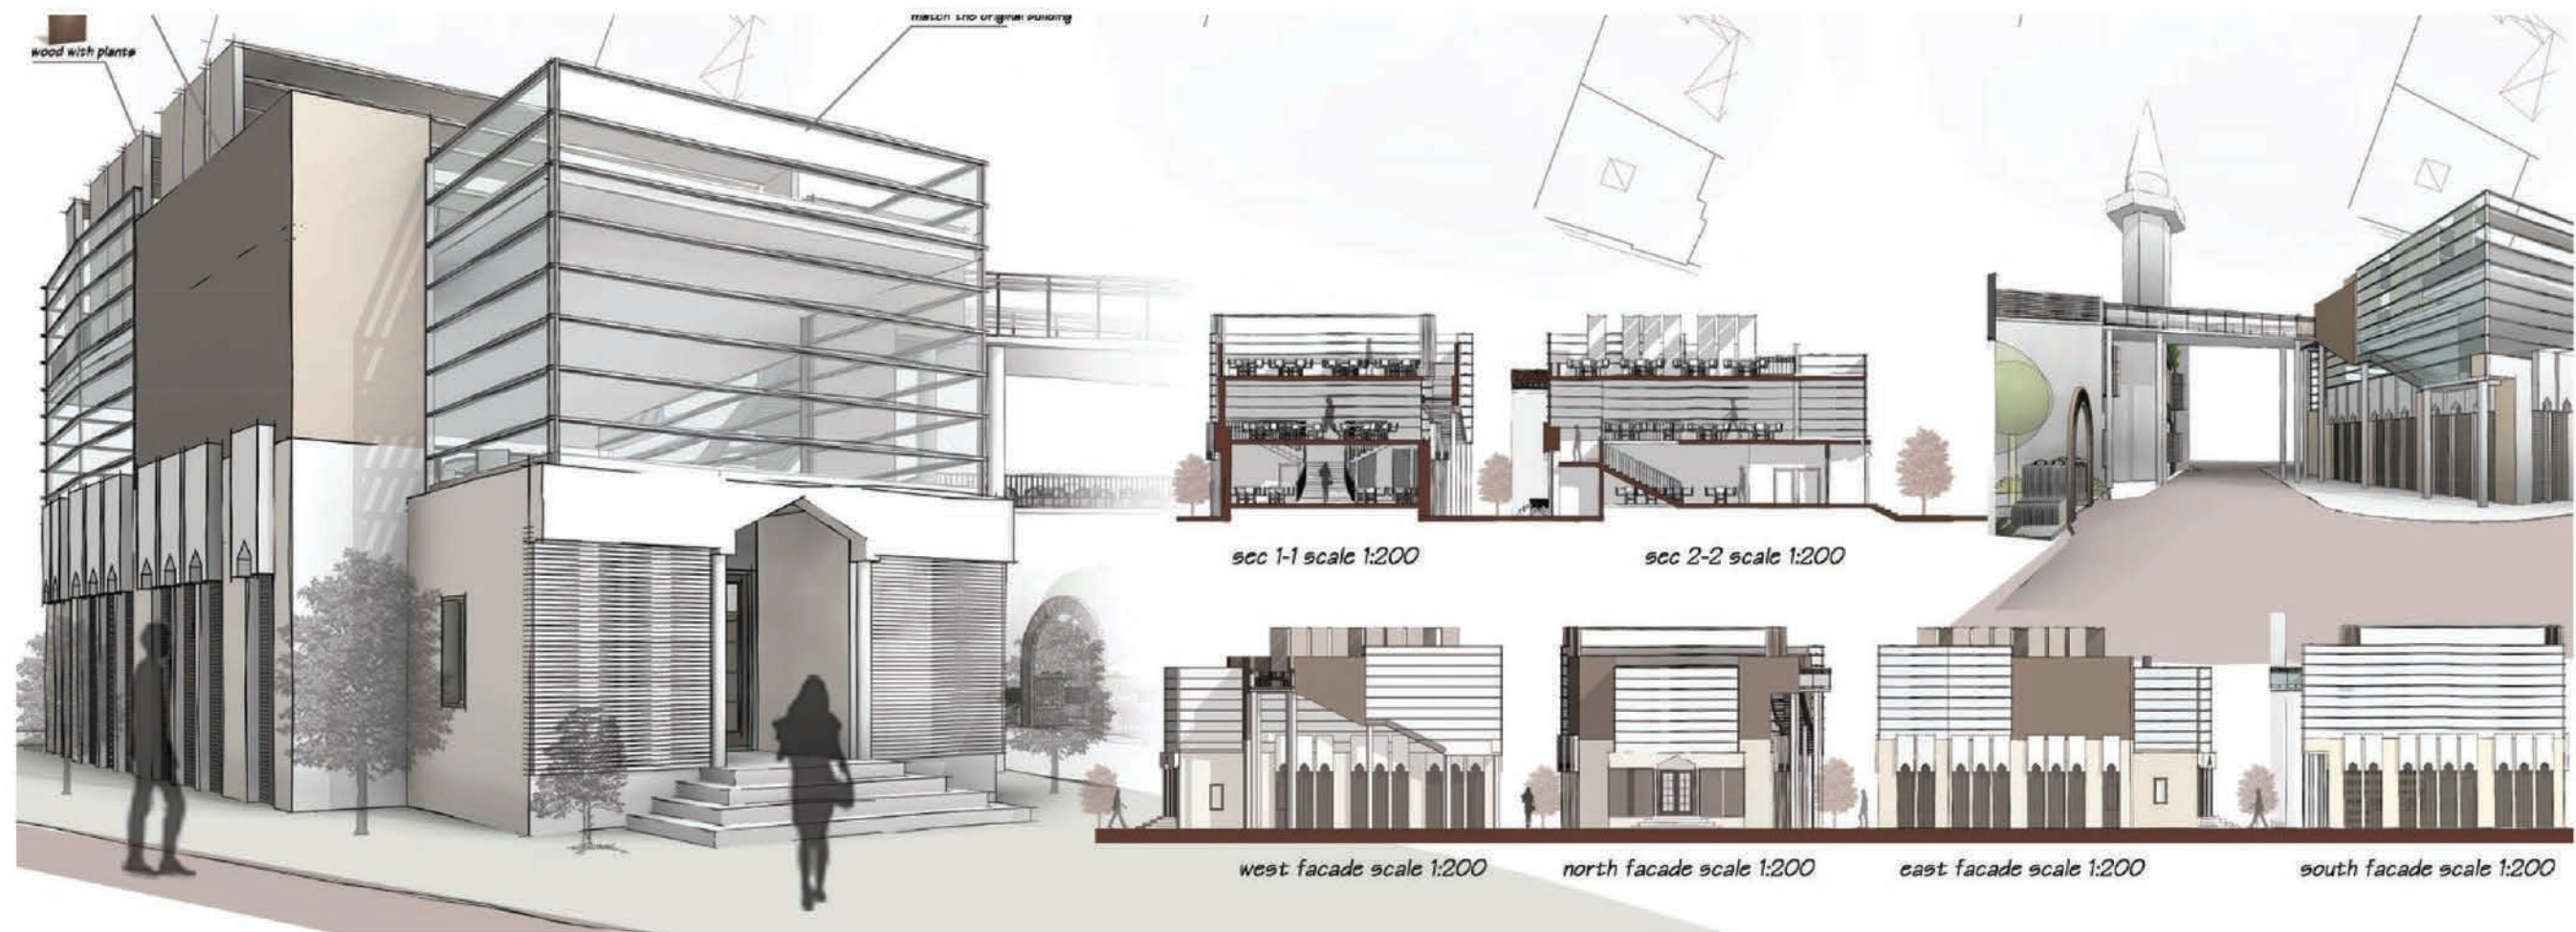 match the original building
wood with plants
sec 1-1 scale 1:200
sec 2-2 scale 1:200
west facade scale 1:200
north facade scale 1:200
east facade scale 1:200
south facade scale 1:200